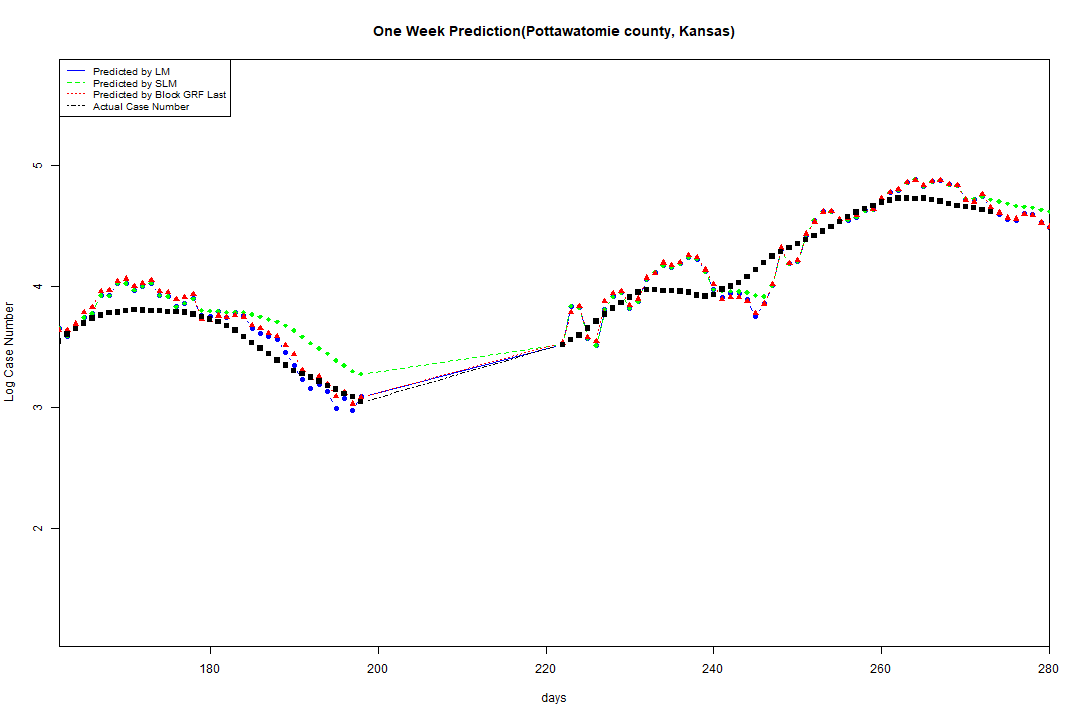 One Week Prediction(Pottawatomie county, Kansas)
Predicted by LM
Predicted by SLM
Predicted by Block GRF Last
Actual Case Number
5
4
3
2
Log Case Number
180
200
220
240
260
280
days